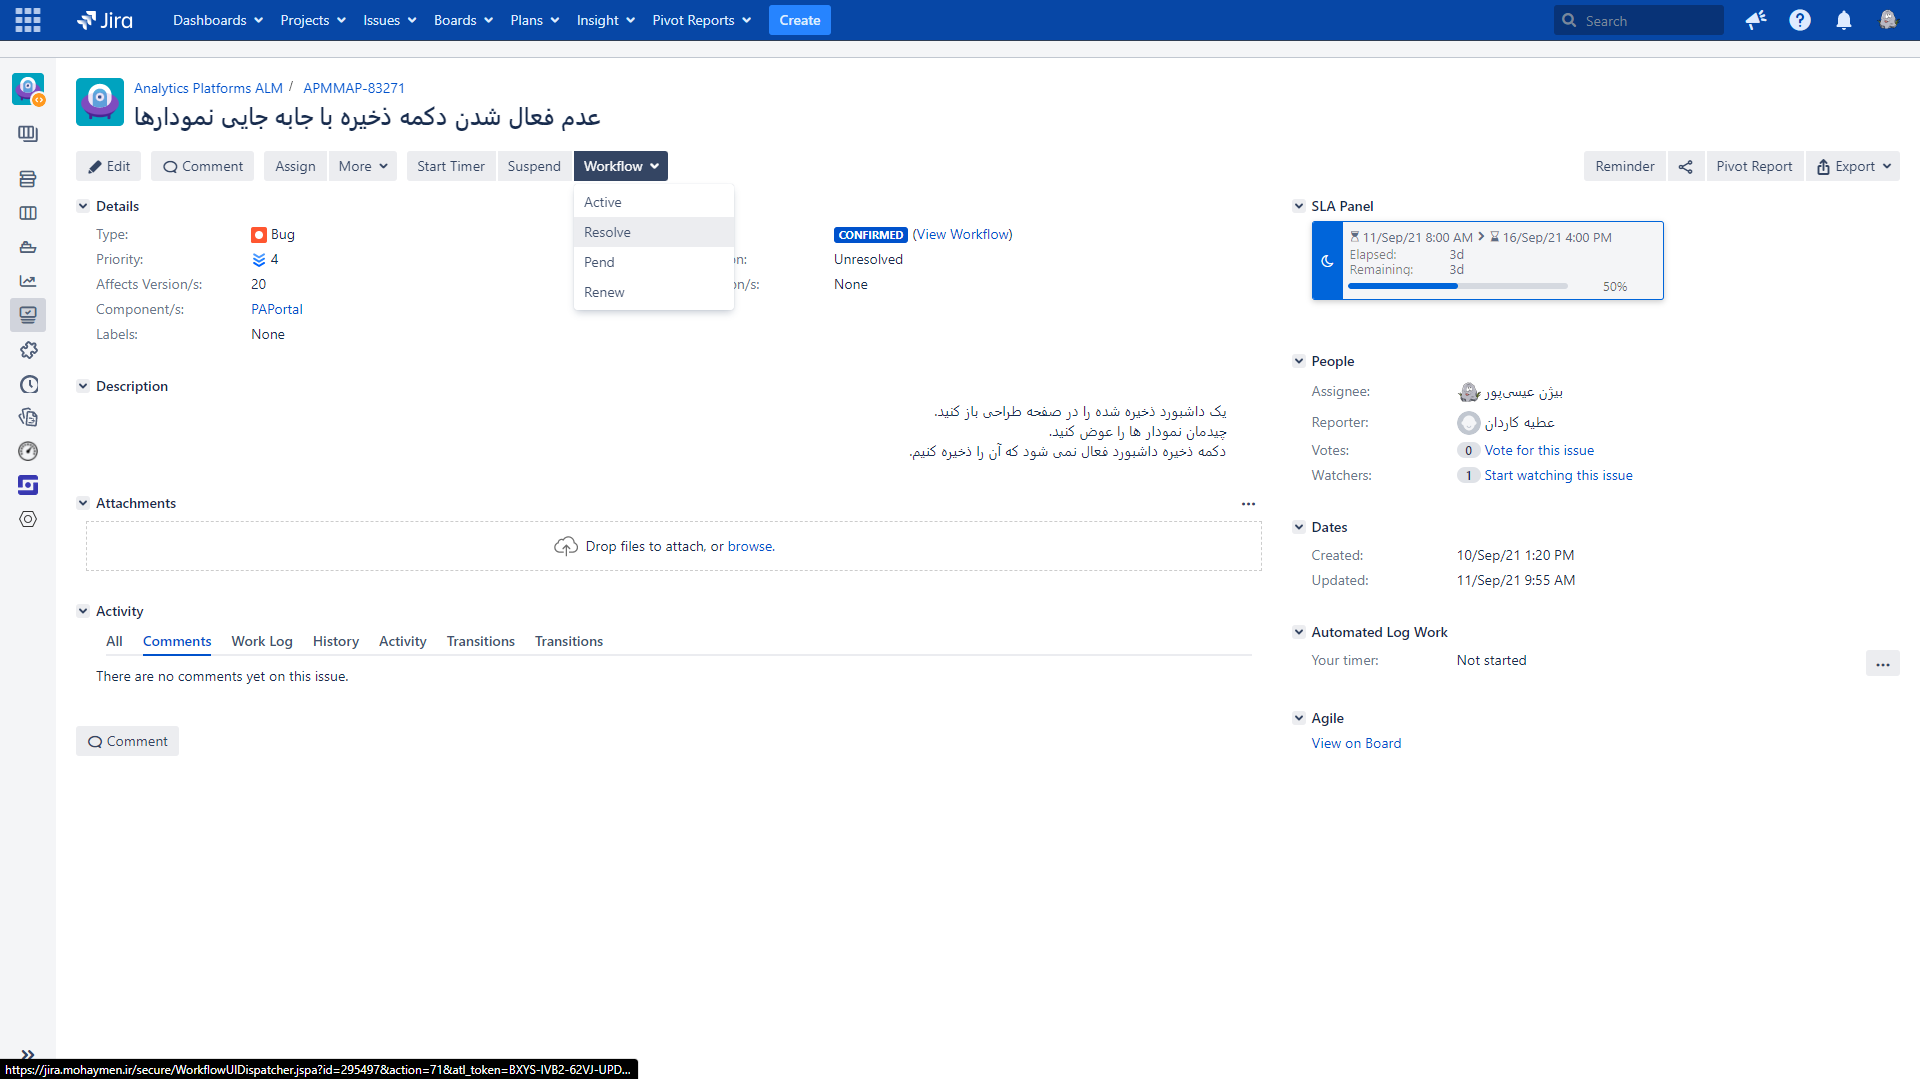 Jira
Dashboards
Projects
Issues
Boards
Plans
Insight
Pivot Reports
Create
Search
Analytics Platforms ALM / APMMAP-83271
عدم فعال شدن دکمه ذخیره با جابه جایی نمودارها
Edit
Comment
Assign
More
Start Timer
Suspend
Workflow
Reminder
Pivot Report
Export
Active
Resolve
Pend
Renew
Details
Type: Bug
CONFIRMED (View Workflow)
Priority: 4
on: Unresolved
Affects Version/s: 20
on/s: None
Component/s: PAPortal
Labels: None
Description
یک داشبورد ذخیره شده را در صفحه طراحی باز کنید.
چیدمان نمودار ها را عوض کنید.
دکمه ذخیره داشبورد فعال نمی شود که آن را ذخیره کنیم.
Attachments
Drop files to attach, or browse.
Activity
All
Comments
Work Log
History
Activity
Transitions
Transitions
There are no comments yet on this issue.
Comment
SLA Panel
11/Sep/21 8:00 AM > 16/Sep/21 4:00 PM
Elapsed: 3d
Remaining: 3d
50%
People
Assignee: بیژن عیسی‌پور
Reporter: عطیه کاردان
Votes: 0 Vote for this issue
Watchers: 1 Start watching this issue
Dates
Created: 10/Sep/21 1:20 PM
Updated: 11/Sep/21 9:55 AM
Automated Log Work
Your timer: Not started
Agile
View on Board
https://jira.mohaymen.ir/secure/WorkflowUIDispatcher.jspa?id=295497&action=71&atl_token=BXYS-IVB2-62VJ-UPD...